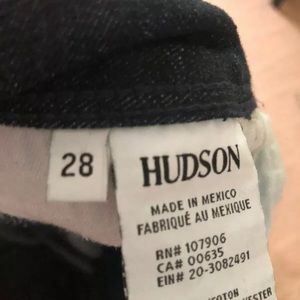 28
HUDSON
MADE IN MEXICO
FABRIQUÉ AU MEXIQUE
RN# 107906
CA# 00635
EIN# 20-3082491